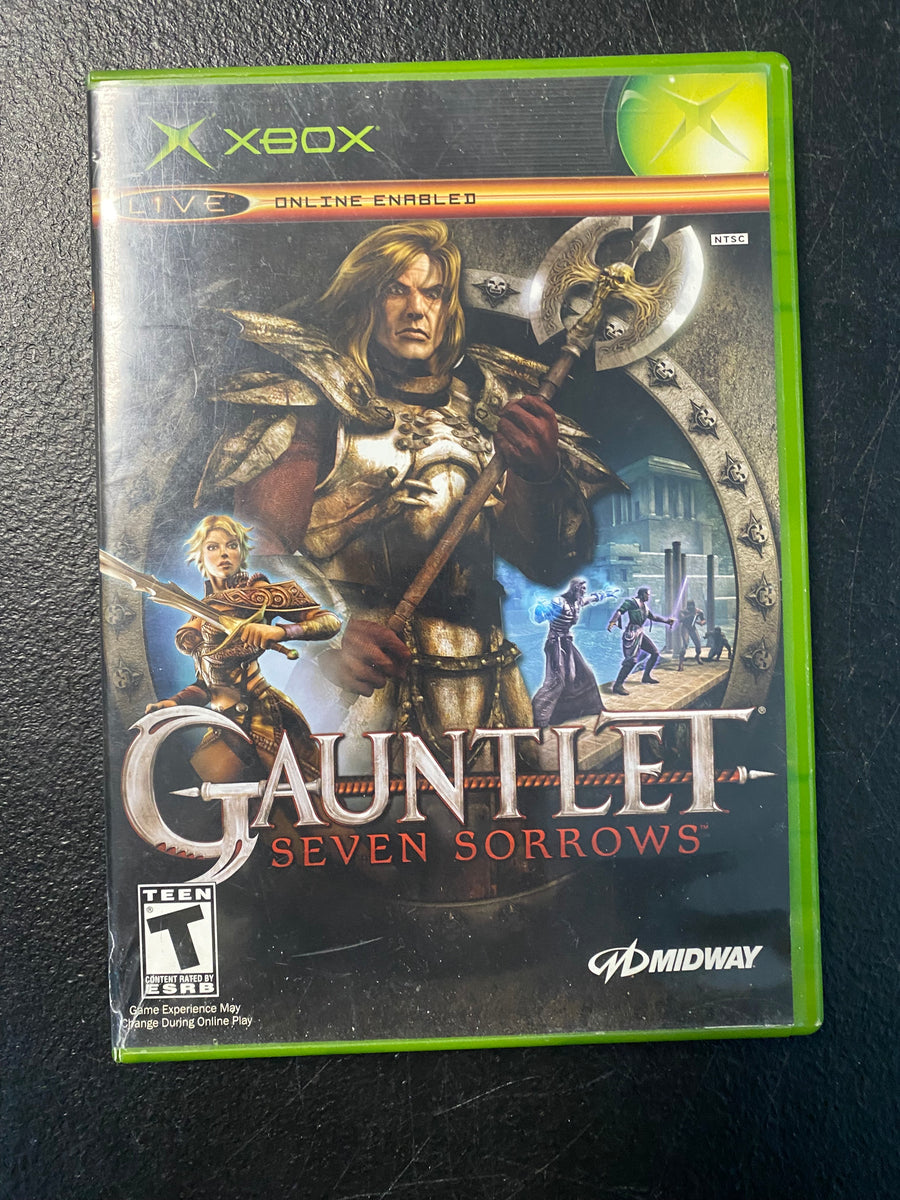 XBOX
LIVE ONLINE ENABLED
NTSC
GAUNTLET®
SEVEN SORROWS™
TEEN
® T
CONTENT RATED BY
ESRB
MIDWAY
Game Experience May
Change During Online Play